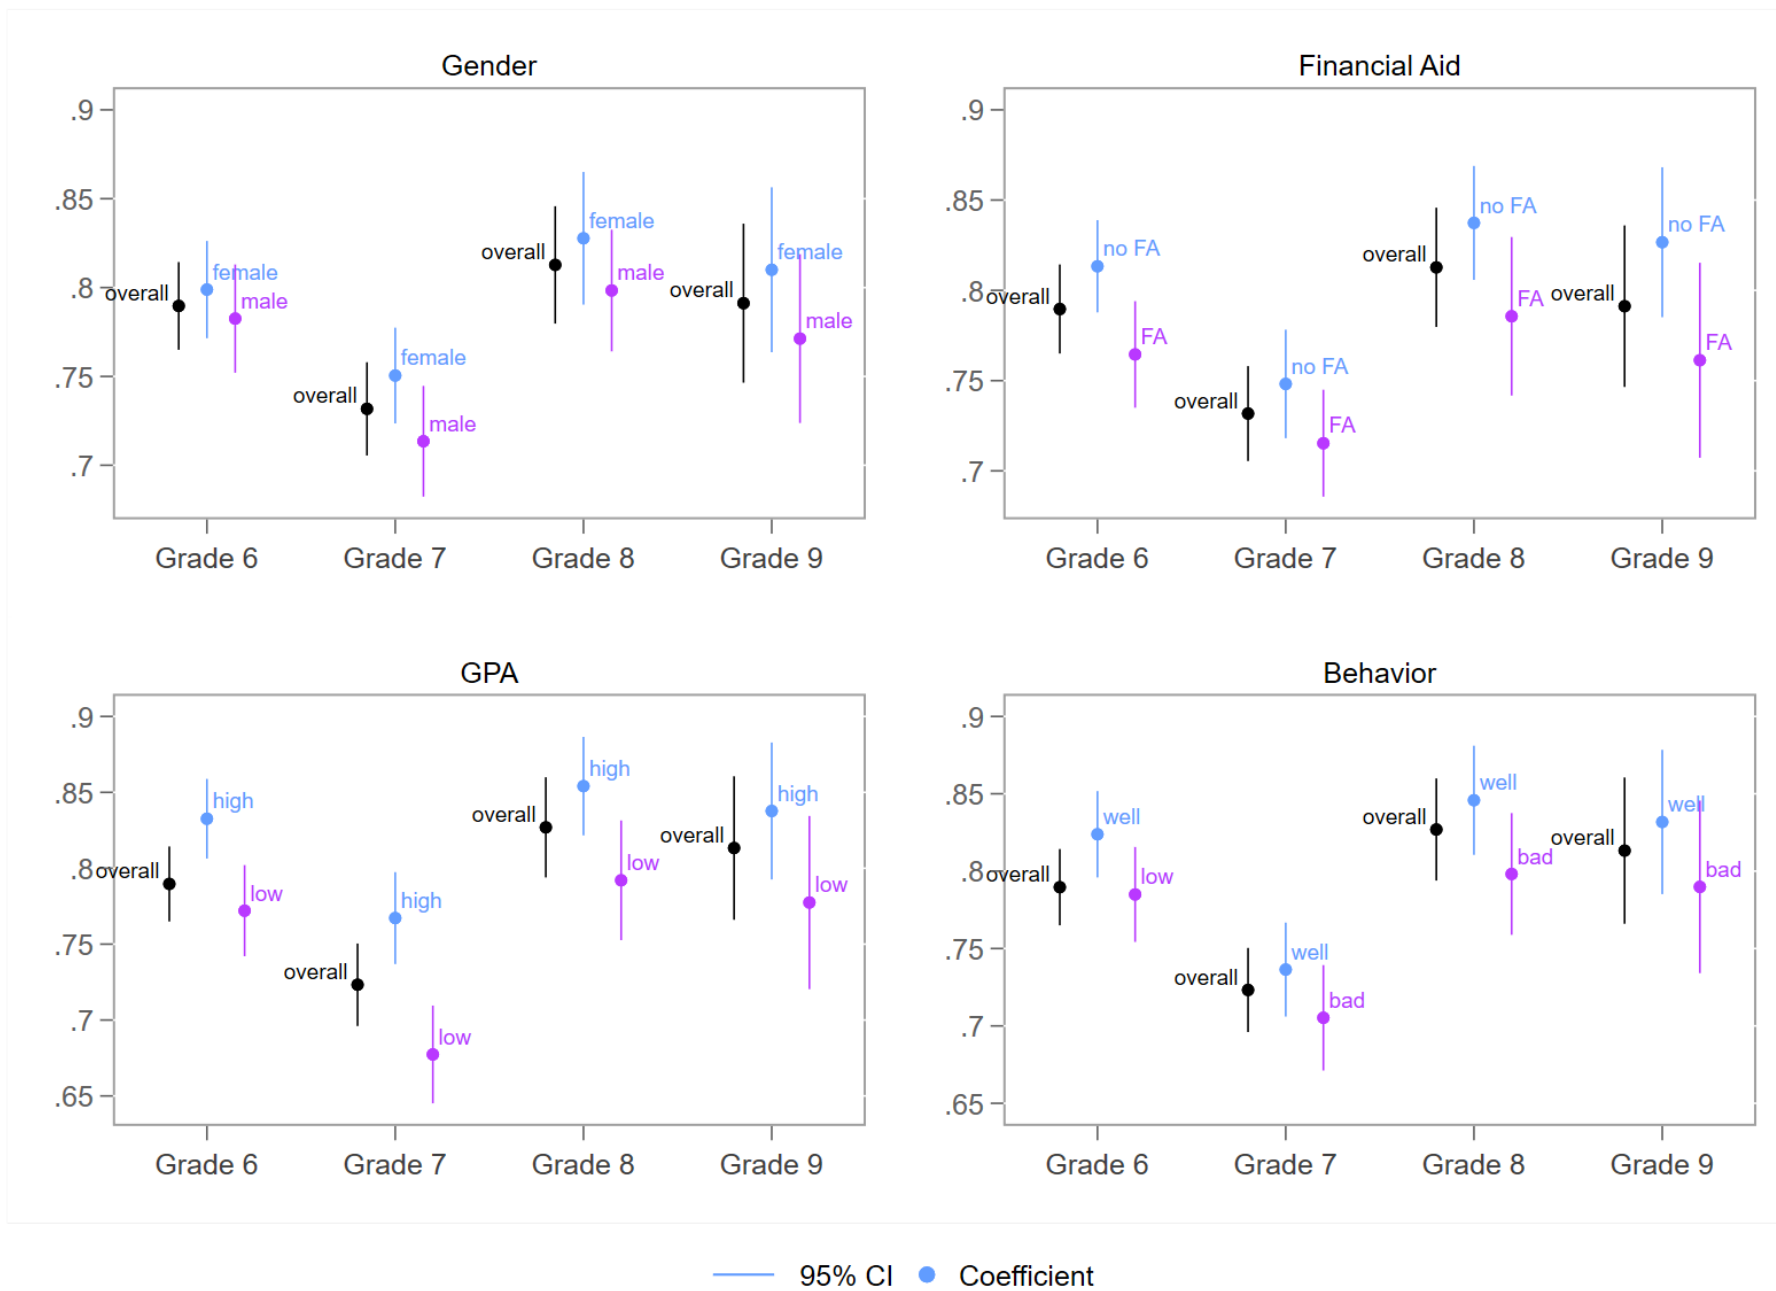 Gender
.9
.85
.8
.75
.7
overall
female
male
overall
female
male
overall
female
male
overall
female
male
Grade 6 Grade 7 Grade 8 Grade 9
Financial Aid
.9
.85
.8
.75
.7
overall
no FA
FA
overall
no FA
FA
overall
no FA
FA
overall
no FA
FA
Grade 6 Grade 7 Grade 8 Grade 9
GPA
.9
.85
.8
.75
.7
.65
overall
high
low
overall
high
low
overall
high
low
overall
high
low
Grade 6 Grade 7 Grade 8 Grade 9
Behavior
.9
.85
.8
.75
.7
.65
overall
well
low
overall
well
bad
overall
well
bad
overall
well
bad
Grade 6 Grade 7 Grade 8 Grade 9
95% CI Coefficient